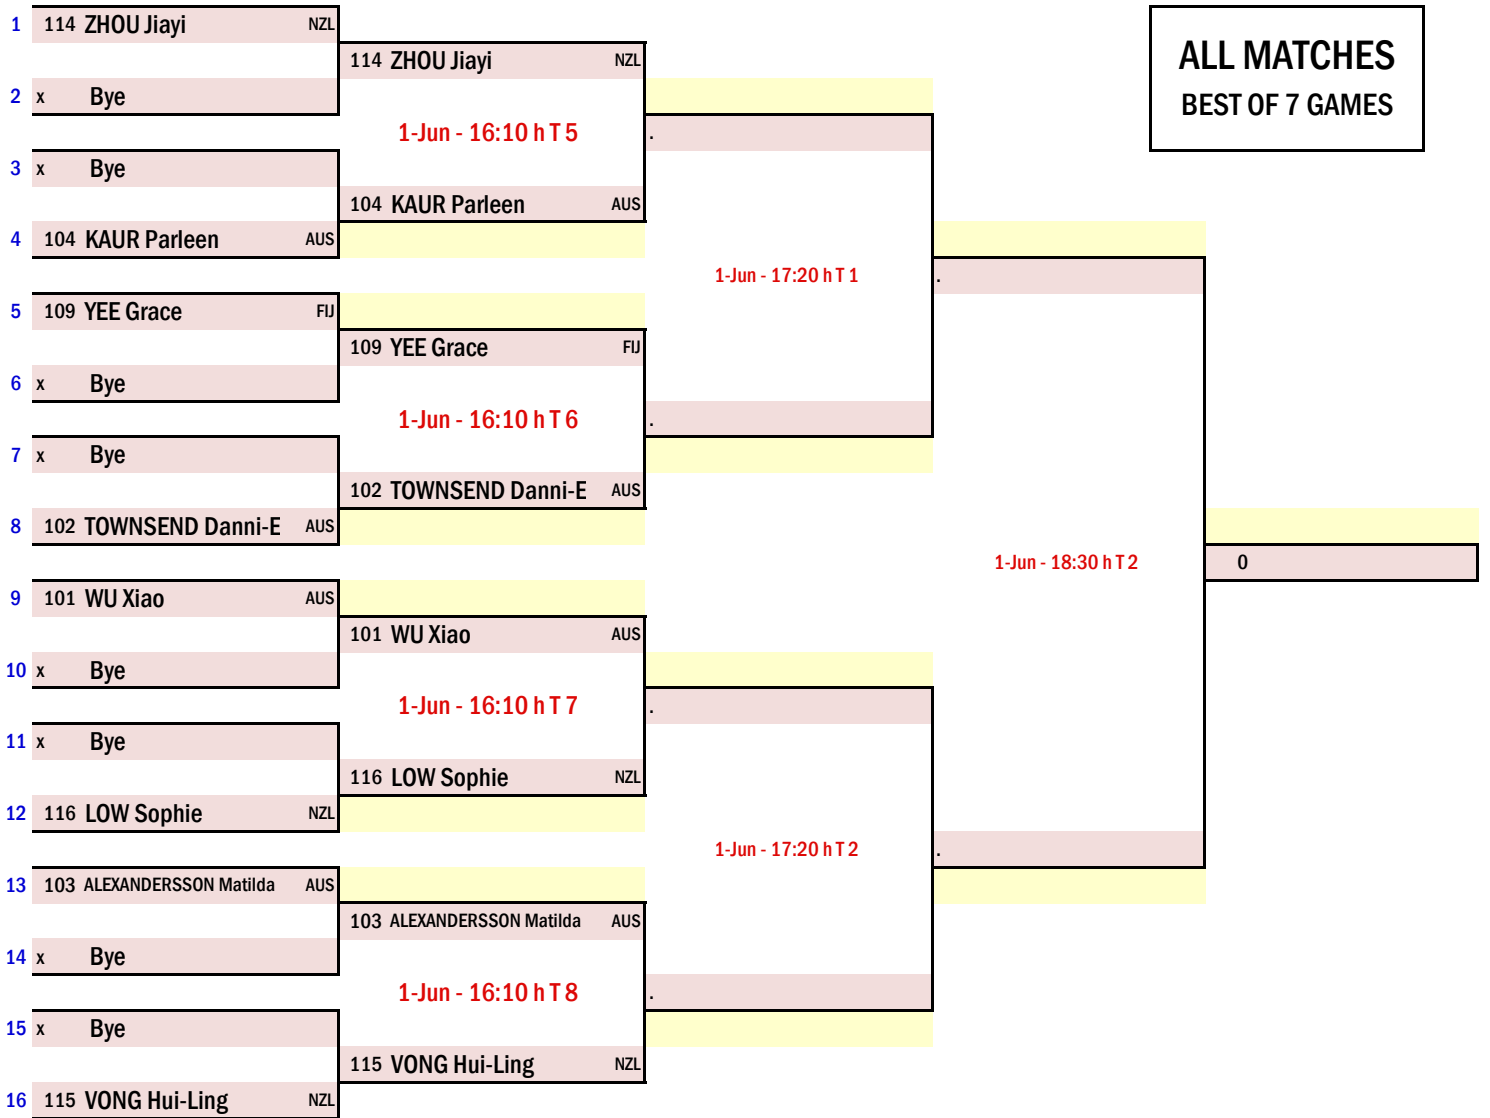 1 114 ZHOU Jiayi NZL
114 ZHOU Jiayi NZL
2 x Bye
1-Jun - 16:10 h T 5
.
3 x Bye
104 KAUR Parleen AUS
4 104 KAUR Parleen AUS
1-Jun - 17:20 h T 1
.
5 109 YEE Grace FIJ
109 YEE Grace FIJ
6 x Bye
1-Jun - 16:10 h T 6
.
7 x Bye
102 TOWNSEND Danni-E AUS
8 102 TOWNSEND Danni-E AUS
1-Jun - 18:30 h T 2
0
9 101 WU Xiao AUS
101 WU Xiao AUS
10 x Bye
1-Jun - 16:10 h T 7
.
11 x Bye
116 LOW Sophie NZL
12 116 LOW Sophie NZL
1-Jun - 17:20 h T 2
.
13 103 ALEXANDERSSON Matilda AUS
103 ALEXANDERSSON Matilda AUS
14 x Bye
1-Jun - 16:10 h T 8
.
15 x Bye
115 VONG Hui-Ling NZL
16 115 VONG Hui-Ling NZL
ALL MATCHES
BEST OF 7 GAMES